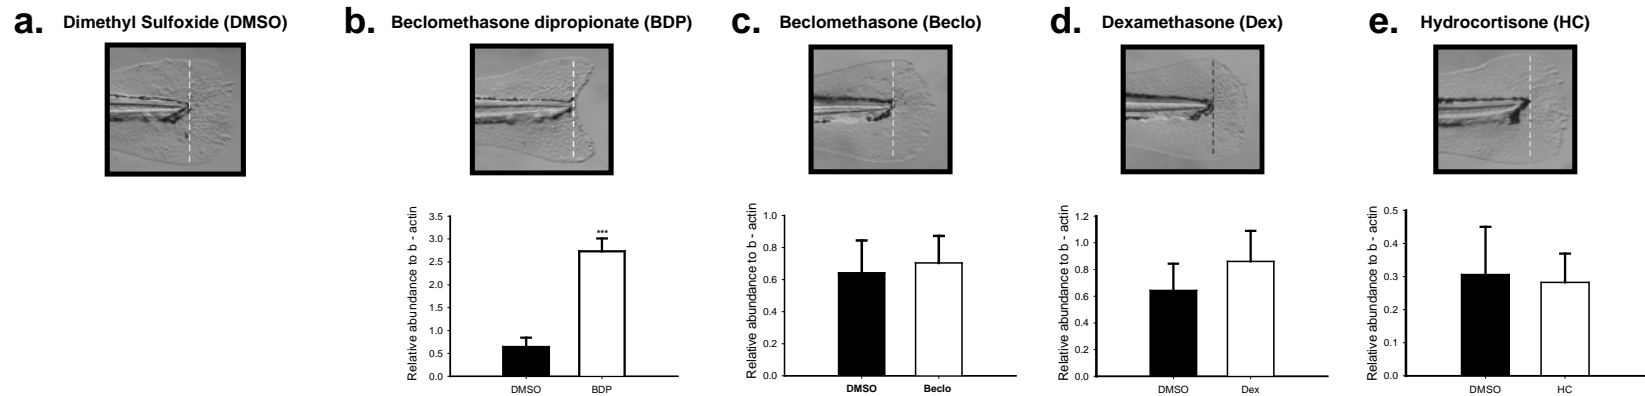 a. Dimethyl Sulfoxide (DMSO)
b. Beclomethasone dipropionate (BDP)
c. Beclomethasone (Beclo)
d. Dexamethasone (Dex)
e. Hydrocortisone (HC)
Relative abundance to b - actin
3.5
3.0
2.5
2.0
1.5
1.0
0.5
0.0
***
DMSO
BDP
Relative abundance to b - actin
1.0
0.8
0.6
0.4
0.2
0.0
DMSO
Beclo
Relative abundance to b - actin
1.2
1.0
0.8
0.6
0.4
0.2
0.0
DMSO
Dex
Relative abundance to b - actin
0.5
0.4
0.3
0.2
0.1
0.0
DMSO
HC